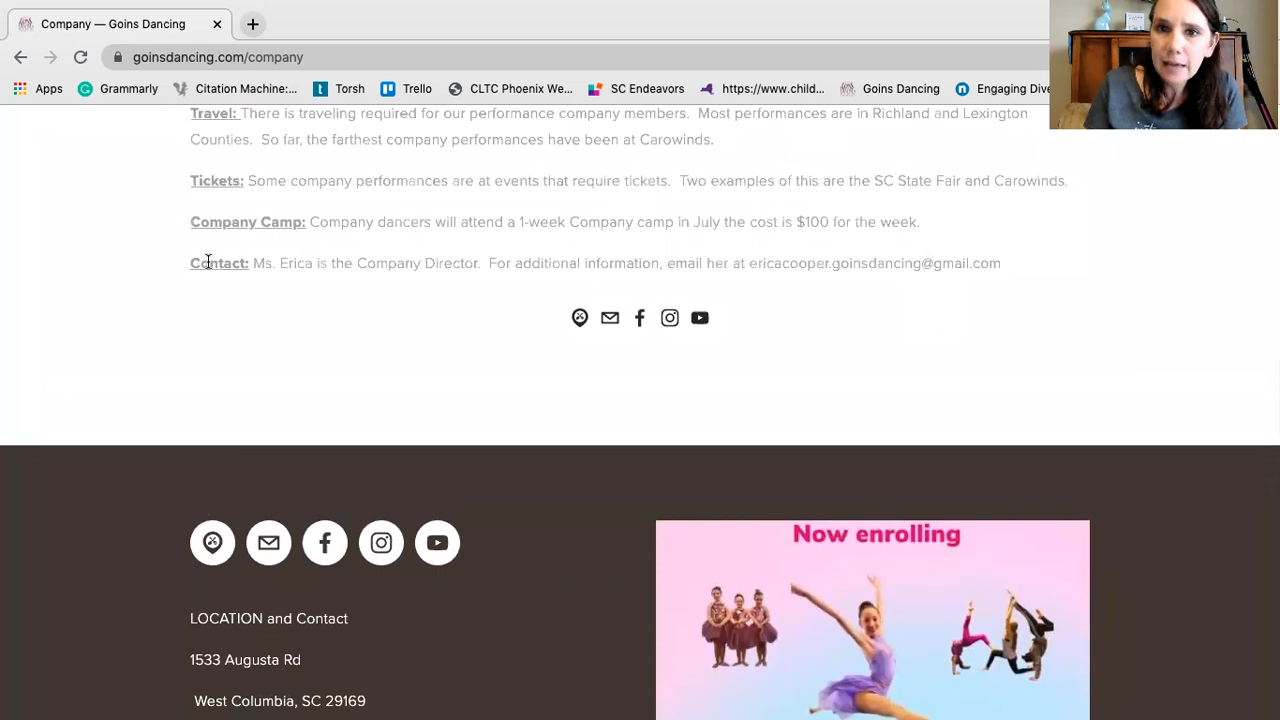 Company — Goins Dancing
goinsdancing.com/company
Apps Grammarly Citation Machine:... Torsh Trello CLTC Phoenix We... SC Endeavors https://www.child... Goins Dancing Engaging Dive
Travel: There is traveling required for our performance company members. Most performances are in Richland and Lexington
Counties. So far, the farthest company performances have been at Carowinds.
Tickets: Some company performances are at events that require tickets. Two examples of this are the SC State Fair and Carowinds.
Company Camp: Company dancers will attend a 1-week Company camp in July the cost is $100 for the week.
Contact: Ms. Erica is the Company Director. For additional information, email her at ericacooper.goinsdancing@gmail.com
Now enrolling
LOCATION and Contact
1533 Augusta Rd
West Columbia, SC 29169